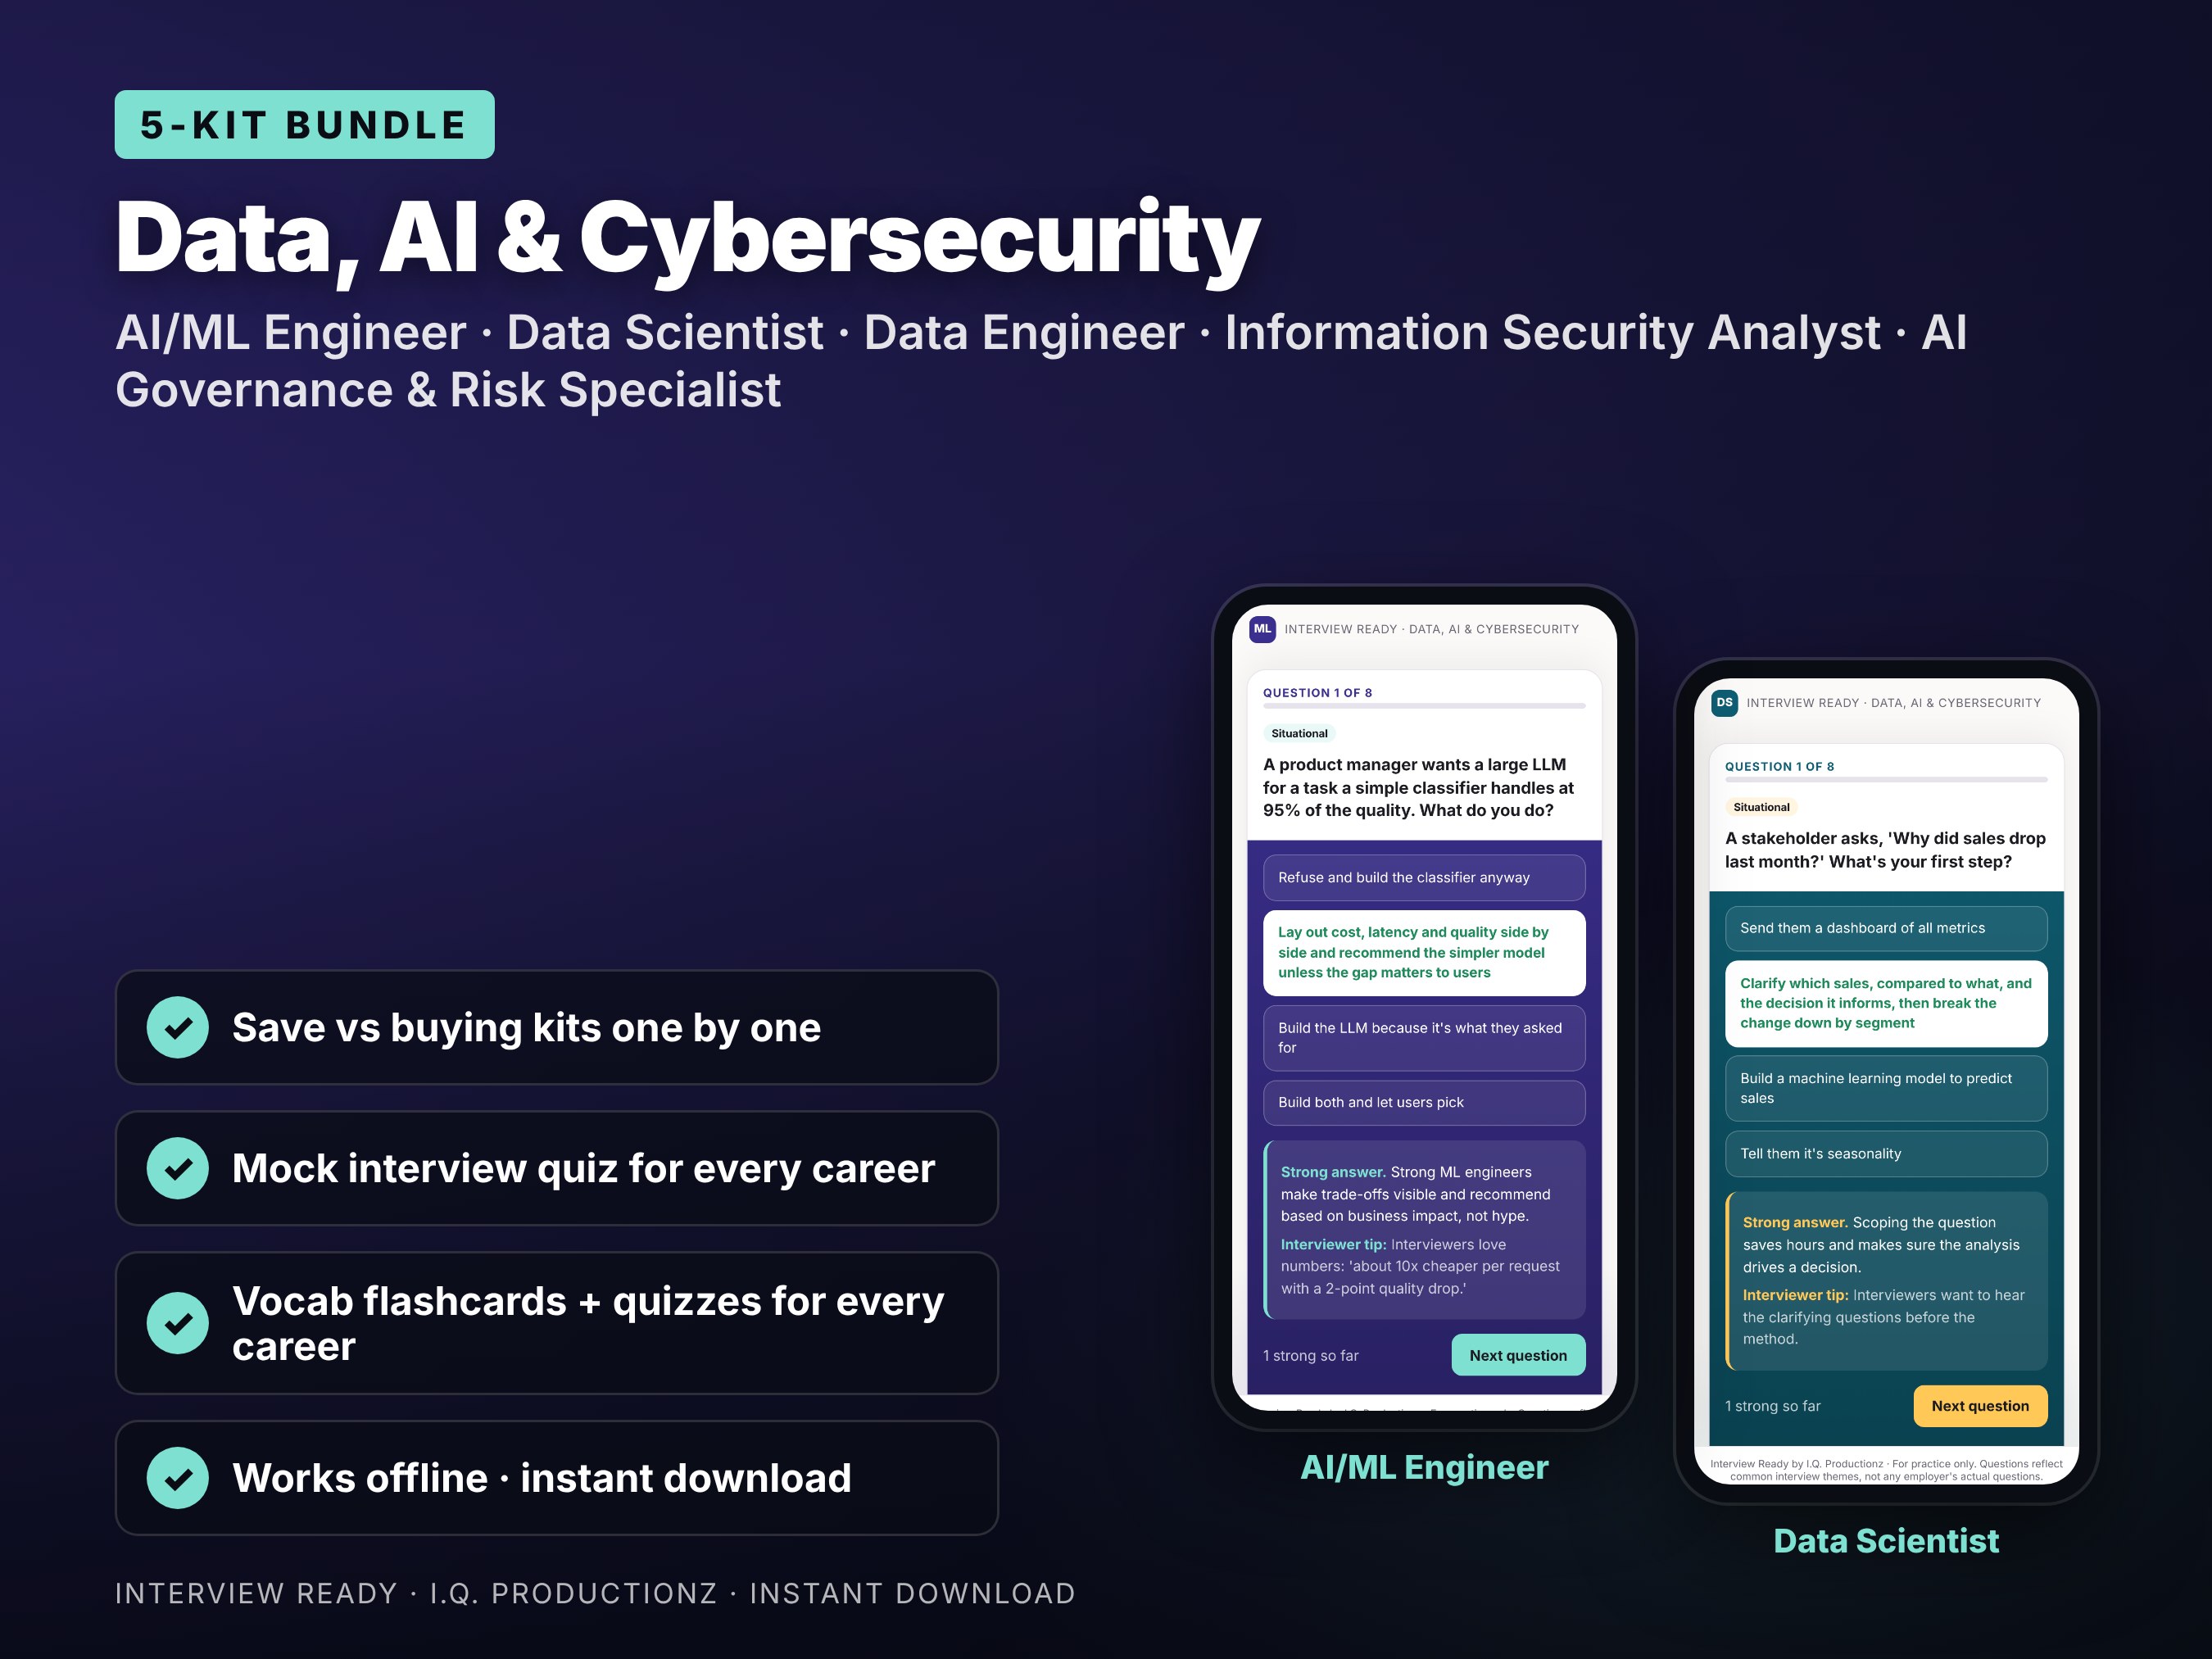 5-KIT BUNDLE
Data, AI & Cybersecurity
AI/ML Engineer · Data Scientist · Data Engineer · Information Security Analyst · AI
Governance & Risk Specialist
Save vs buying kits one by one
Mock interview quiz for every career
Vocab flashcards + quizzes for every
career
Works offline · instant download
INTERVIEW READY · I.Q. PRODUCTIONZ · INSTANT DOWNLOAD
ML INTERVIEW READY · DATA, AI & CYBERSECURITY
QUESTION 1 OF 8
Situational
A product manager wants a large LLM
for a task a simple classifier handles at
95% of the quality. What do you do?
Refuse and build the classifier anyway
Lay out cost, latency and quality side by
side and recommend the simpler model
unless the gap matters to users
Build the LLM because it's what they asked
for
Build both and let users pick
Strong answer. Strong ML engineers
make trade-offs visible and recommend
based on business impact, not hype.
Interviewer tip: Interviewers love
numbers: 'about 10x cheaper per request
with a 2-point quality drop.'
1 strong so far
Next question
AI/ML Engineer
DS INTERVIEW READY · DATA, AI & CYBERSECURITY
QUESTION 1 OF 8
Situational
A stakeholder asks, 'Why did sales drop
last month?' What's your first step?
Send them a dashboard of all metrics
Clarify which sales, compared to what, and
the decision it informs, then break the
change down by segment
Build a machine learning model to predict
sales
Tell them it's seasonality
Strong answer. Scoping the question
saves hours and makes sure the analysis
drives a decision.
Interviewer tip: Interviewers want to hear
the clarifying questions before the
method.
1 strong so far
Next question
Interview Ready by I.Q. Productionz · For practice only. Questions reflect
common interview themes, not any employer's actual questions.
Data Scientist